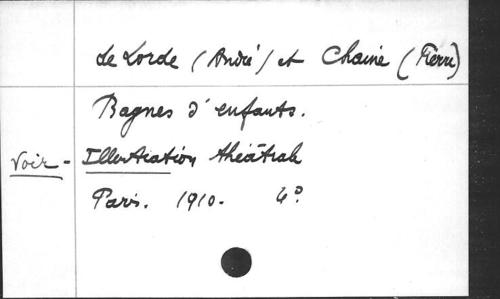 de Lorde (André) et Chaine (Pierre)
Bagnes d'enfants.
Voir - Illustration théâtrale
Paris. 1910. 4°